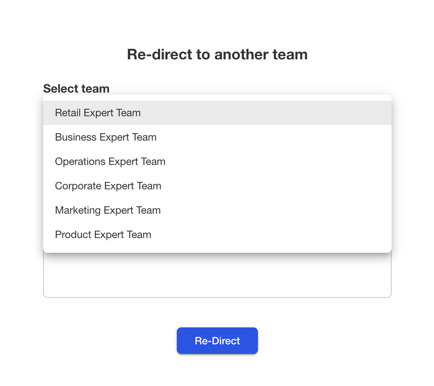 Re-direct to another team
Select team
Retail Expert Team
Business Expert Team
Operations Expert Team
Corporate Expert Team
Marketing Expert Team
Product Expert Team
Re-Direct